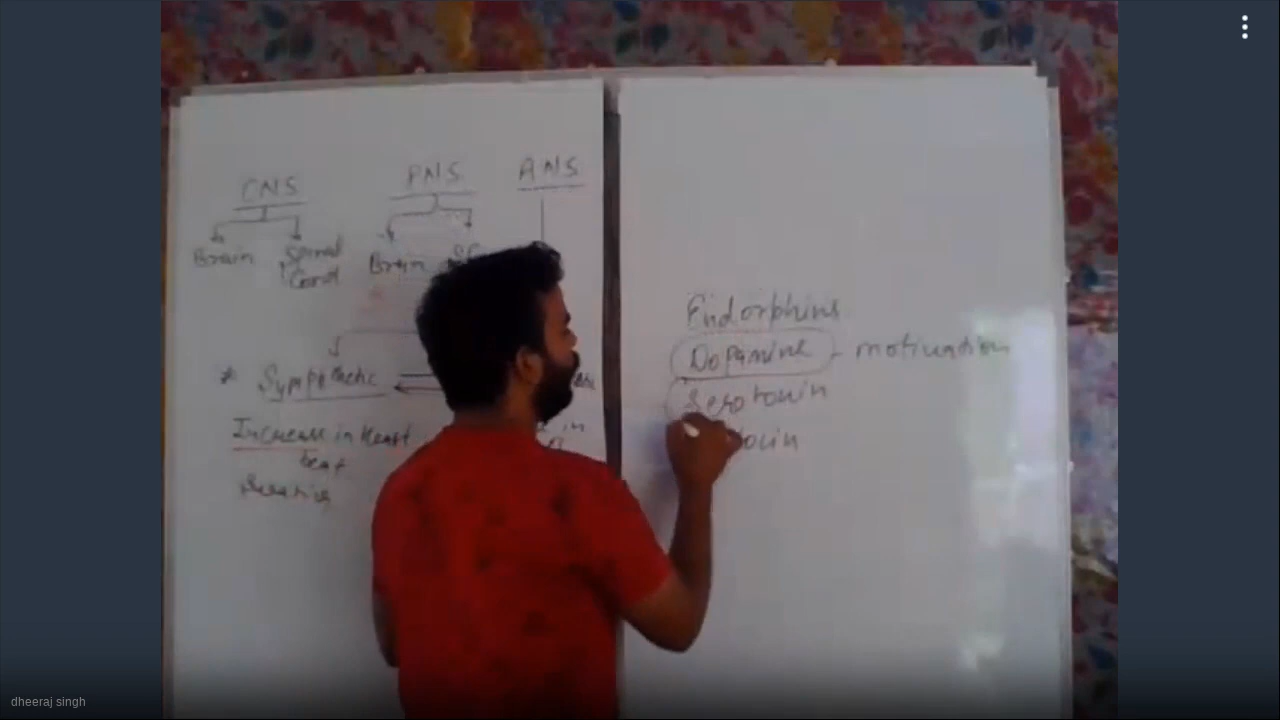 CNS PNS ANS
Brain Spinal Cord Brain
* Sympathetic
Increase in heart
beat
Endorphins
Dopamine - motivation
Serotonin
dheeraj singh